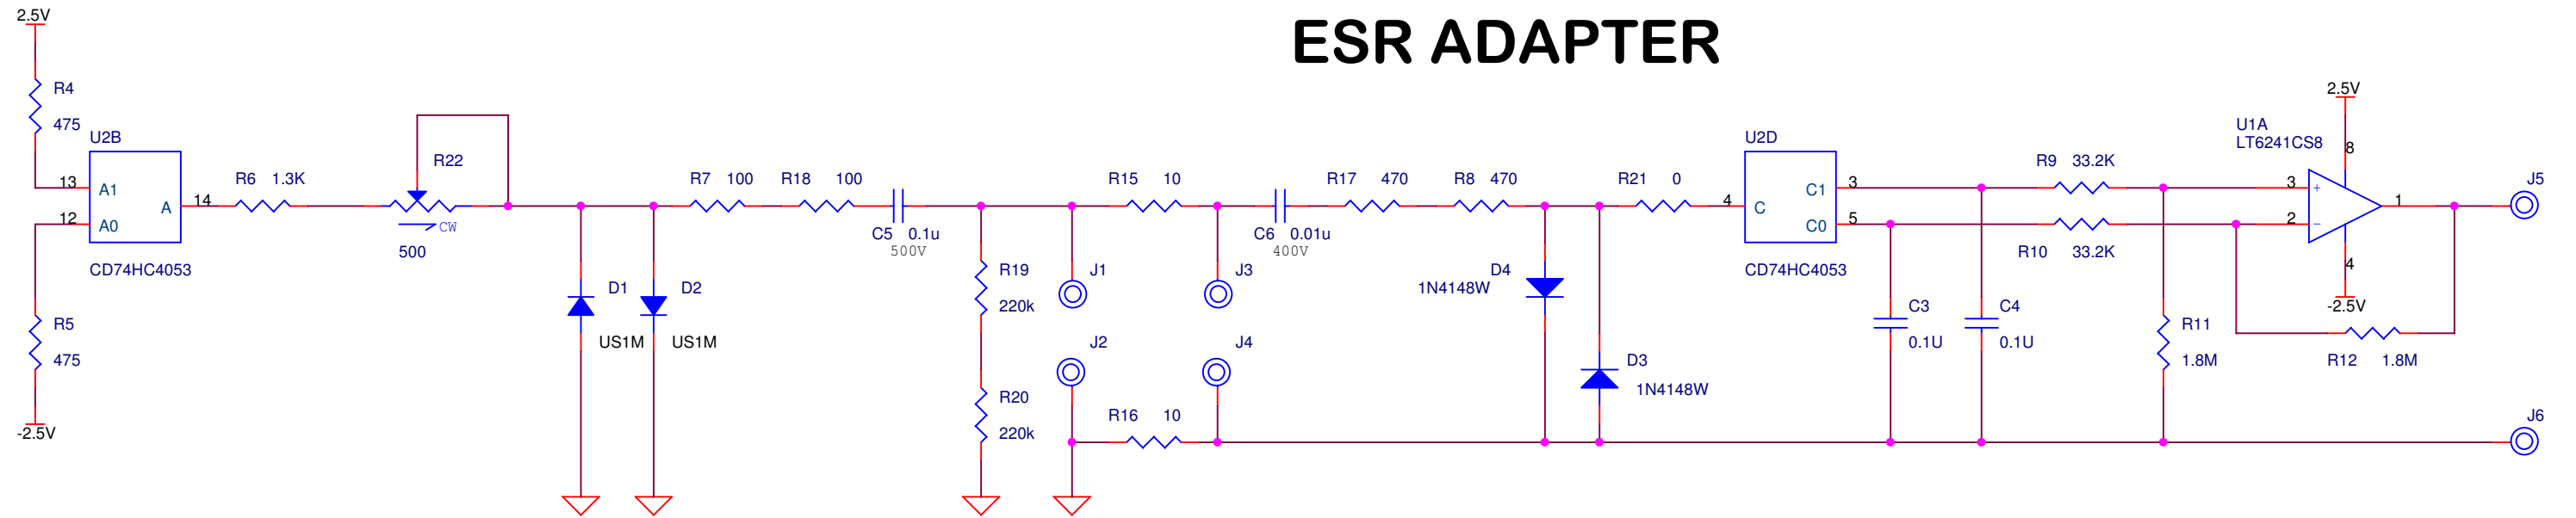 ESR ADAPTER
2.5V
R4
475
U2B
13
A1
A
14
12
A0
CD74HC4053
R5
475
-2.5V
R6 1.3K
R22
CW
500
D1
US1M
D2
US1M
R7 100
R18 100
C5 0.1u
500V
R19
220k
R20
220k
J1
J2
R15 10
J3
J4
R16 10
C6 0.01u
400V
R17 470
R8 470
D4
1N4148W
D3
1N4148W
R21 0
U2D
4
C
C1
3
C0
5
CD74HC4053
C3
0.1U
C4
0.1U
R9 33.2K
R10 33.2K
R11
1.8M
U1A
LT6241CS8
2.5V
8
3
+
2
-
1
4
-2.5V
R12 1.8M
J5
J6